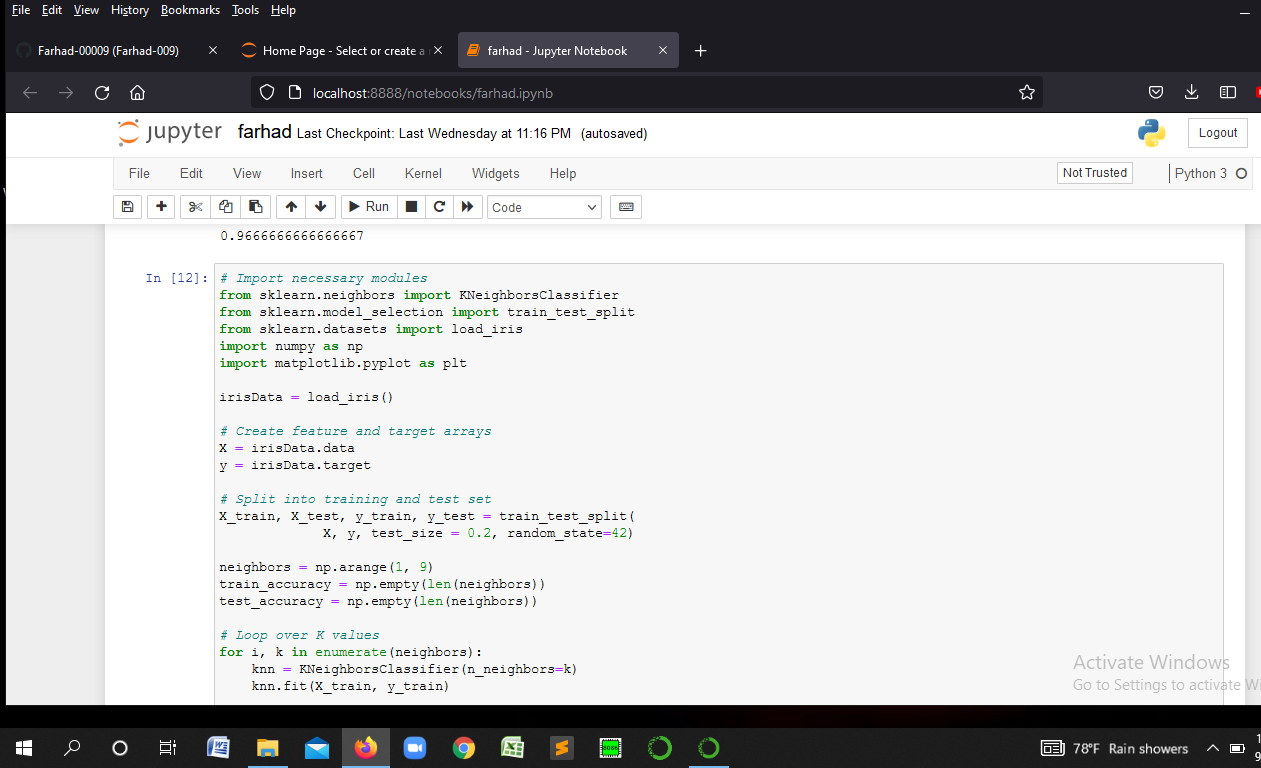 File Edit View History Bookmarks Tools Help
Farhad-00009 (Farhad-009) Home Page - Select or create a farhad - Jupyter Notebook
localhost:8888/notebooks/farhad.ipynb
jupyter farhad Last Checkpoint: Last Wednesday at 11:16 PM (autosaved) Logout
File Edit View Insert Cell Kernel Widgets Help Not Trusted Python 3
Run Code
0.9666666666666667
In [12]: # Import necessary modules
from sklearn.neighbors import KNeighborsClassifier
from sklearn.model_selection import train_test_split
from sklearn.datasets import load_iris
import numpy as np
import matplotlib.pyplot as plt
irisData = load_iris()
# Create feature and target arrays
X = irisData.data
y = irisData.target
# Split into training and test set
X_train, X_test, y_train, y_test = train_test_split(
X, y, test_size = 0.2, random_state=42)
neighbors = np.arange(1, 9)
train_accuracy = np.empty(len(neighbors))
test_accuracy = np.empty(len(neighbors))
# Loop over K values
for i, k in enumerate(neighbors):
knn = KNeighborsClassifier(n_neighbors=k)
knn.fit(X_train, y_train)
Activate Windows
Go to Settings to activate
78°F Rain showers